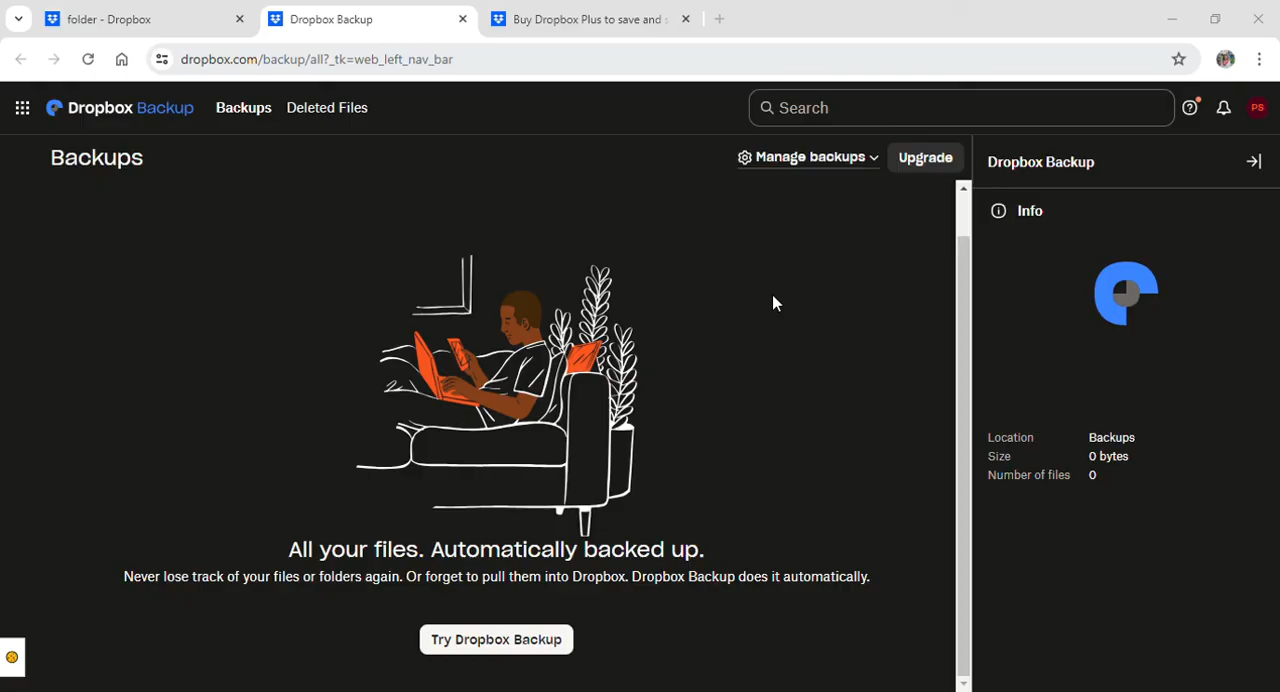 folder - Dropbox
Dropbox Backup
Buy Dropbox Plus to save and s
dropbox.com/backup/all?_tk=web_left_nav_bar
Dropbox Backup
Backups
Deleted Files
Search
PS
Backups
Manage backups
Upgrade
Dropbox Backup
Info
Location Backups
Size 0 bytes
Number of files 0
All your files. Automatically backed up.
Never lose track of your files or folders again. Or forget to pull them into Dropbox. Dropbox Backup does it automatically.
Try Dropbox Backup